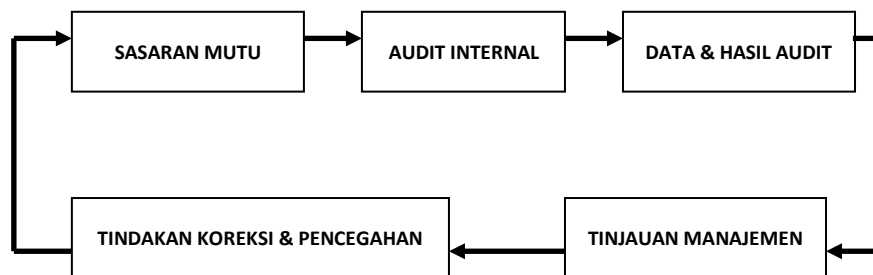 SASARAN MUTU
AUDIT INTERNAL
DATA & HASIL AUDIT
TINDAKAN KOREKSI & PENCEGAHAN
TINJAUAN MANAJEMEN